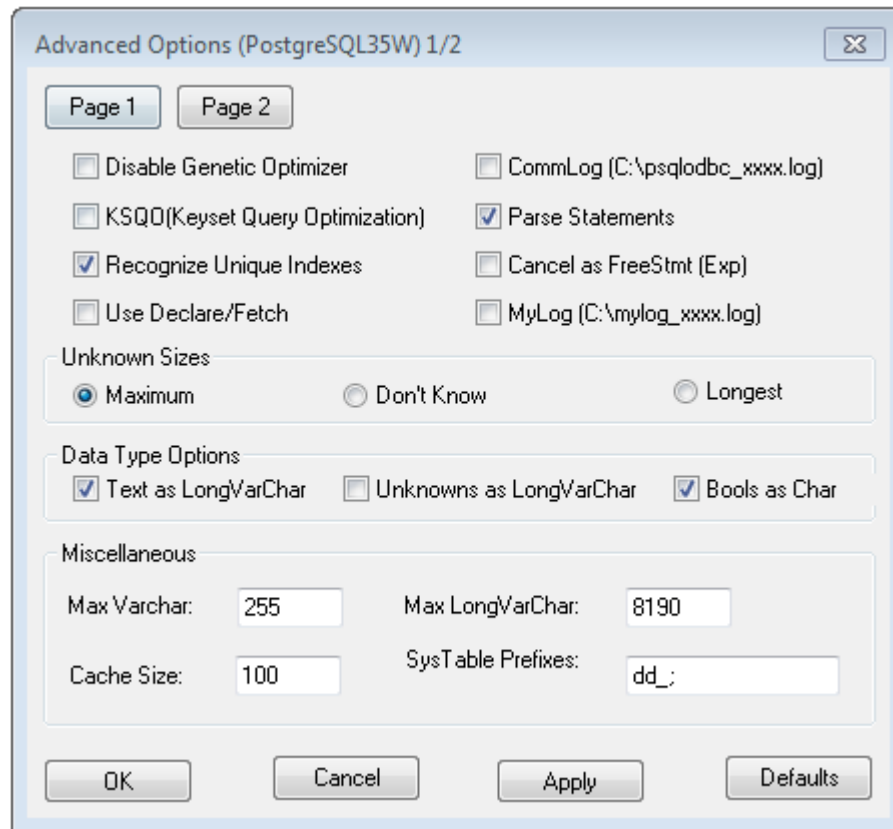 Advanced Options (PostgreSQL35W) 1/2
Page 1 Page 2
Disable Genetic Optimizer CommLog (C:\psqlodbc_xxxx.log)
KSQO(Keyset Query Optimization) Parse Statements
Recognize Unique Indexes Cancel as FreeStmt (Exp)
Use Declare/Fetch MyLog (C:\mylog_xxxx.log)
Unknown Sizes
Maximum Don't Know Longest
Data Type Options
Text as LongVarChar Unknowns as LongVarChar Bools as Char
Miscellaneous
Max Varchar: 255 Max LongVarChar: 8190
Cache Size: 100 SysTable Prefixes: dd_;
OK Cancel Apply Defaults